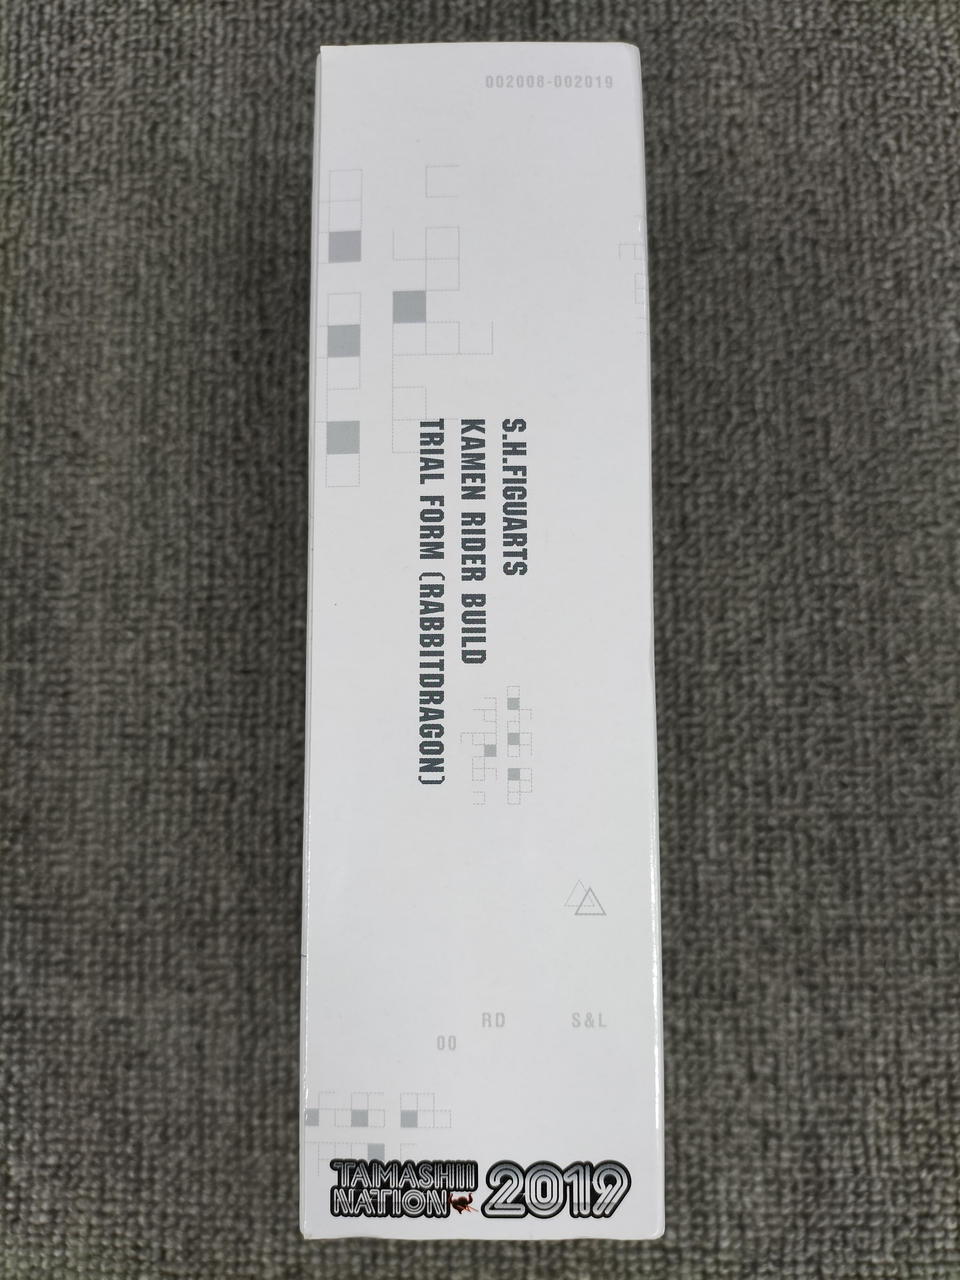 002008-002019
S.H.FIGUARTS
KAMEN RIDER BUILD
TRIAL FORM (RABBITDRAGON)
RD S&L
00
TAMASHII
NATION
2019